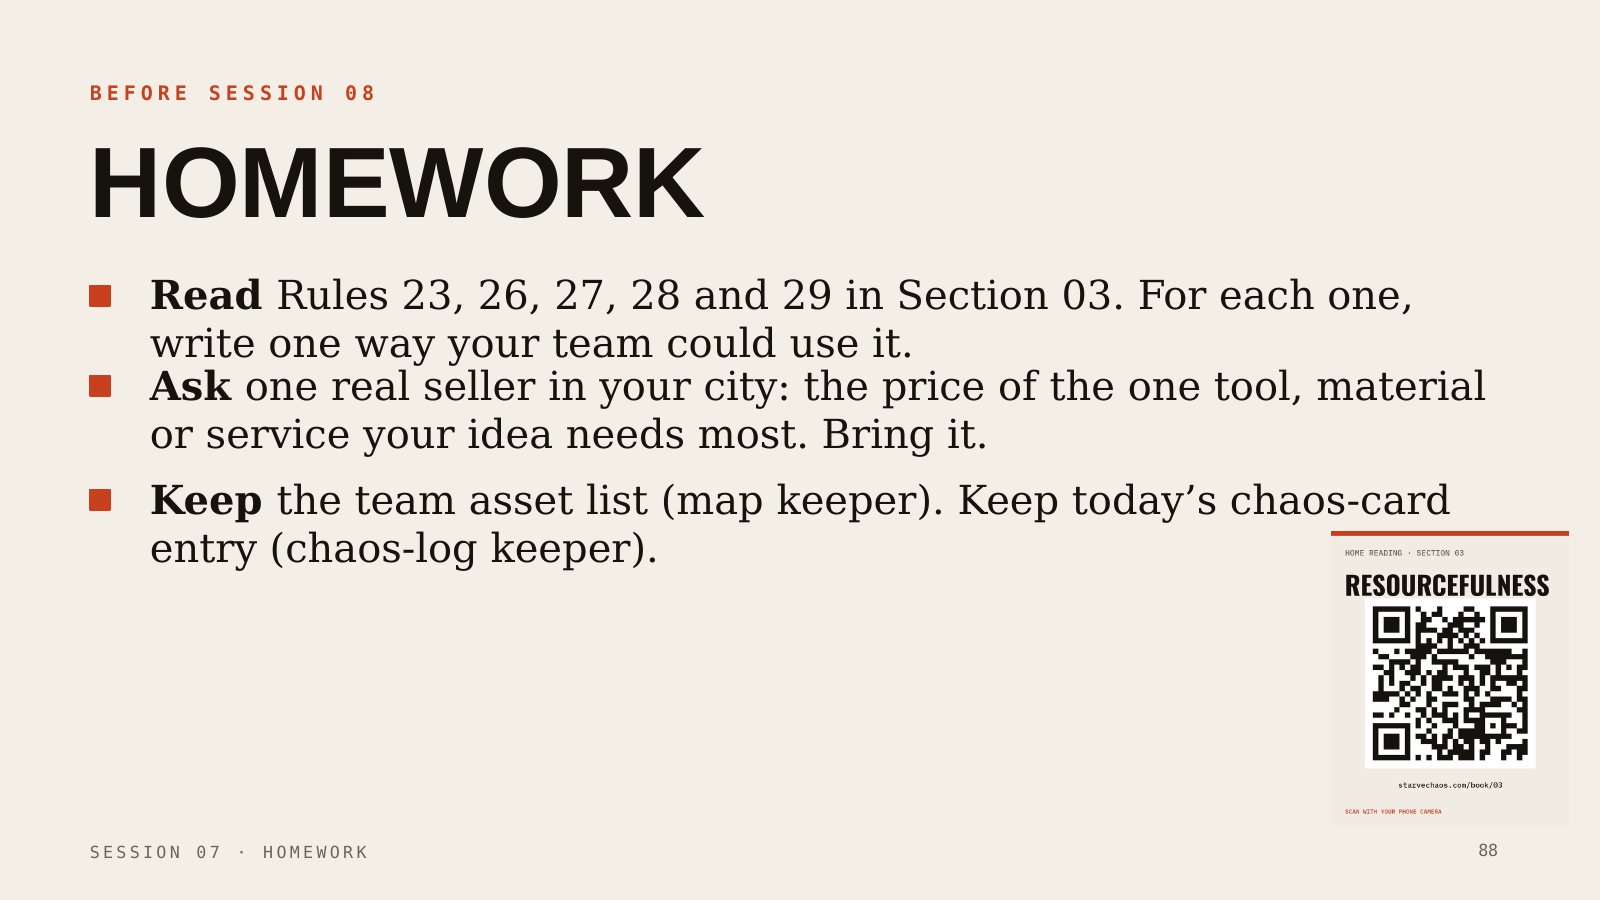 BEFORE SESSION 08
HOMEWORK
Read Rules 23, 26, 27, 28 and 29 in Section 03. For each one,
write one way your team could use it.
Ask one real seller in your city: the price of the one tool, material
or service your idea needs most. Bring it.
Keep the team asset list (map keeper). Keep today’s chaos-card
entry (chaos-log keeper).
HOME READING · SECTION 03
RESOURCEFULNESS
starvechaos.com/book/03
SCAN WITH YOUR PHONE CAMERA
SESSION 07 · HOMEWORK
88